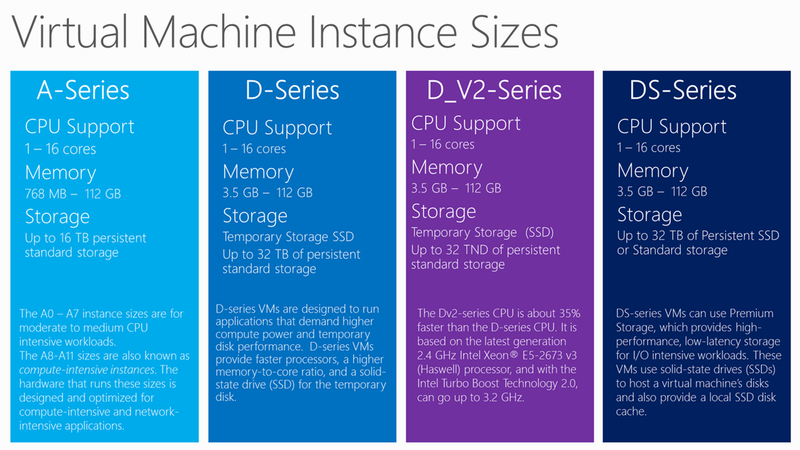 Virtual Machine Instance Sizes
A-Series
CPU Support
1 – 16 cores
Memory
768 MB – 112 GB
Storage
Up to 16 TB persistent
standard storage
The A0 – A7 instance sizes are for
moderate to medium CPU
intensive workloads.
The A8-A11 sizes are also known as
compute-intensive instances. The
hardware that runs these sizes is
designed and optimized for
compute-intensive and network-
intensive applications.
D-Series
CPU Support
1 – 16 cores
Memory
3.5 GB – 112 GB
Storage
Temporary Storage SSD
Up to 32 TB of persistent
standard storage
D-series VMs are designed to run
applications that demand higher
compute power and temporary
disk performance. D-series VMs
provide faster processors, a higher
memory-to-core ratio, and a solid-
state drive (SSD) for the temporary
disk.
D_V2-Series
CPU Support
1 – 16 cores
Memory
3.5 GB – 112 GB
Storage
Temporary Storage (SSD)
Up to 32 TND of persistent
standard storage
The Dv2-series CPU is about 35%
faster than the D-series CPU. It is
based on the latest generation
2.4 GHz Intel Xeon® E5-2673 v3
(Haswell) processor, and with the
Intel Turbo Boost Technology 2.0,
can go up to 3.2 GHz.
DS-Series
CPU Support
1 – 16 cores
Memory
3.5 GB – 112 GB
Storage
Up to 32 TB of Persistent SSD
or Standard storage
DS-series VMs can use Premium
Storage, which provides high-
performance, low-latency storage
for I/O intensive workloads. These
VMs use solid-state drives (SSDs)
to host a virtual machine’s disks
and also provide a local SSD disk
cache.